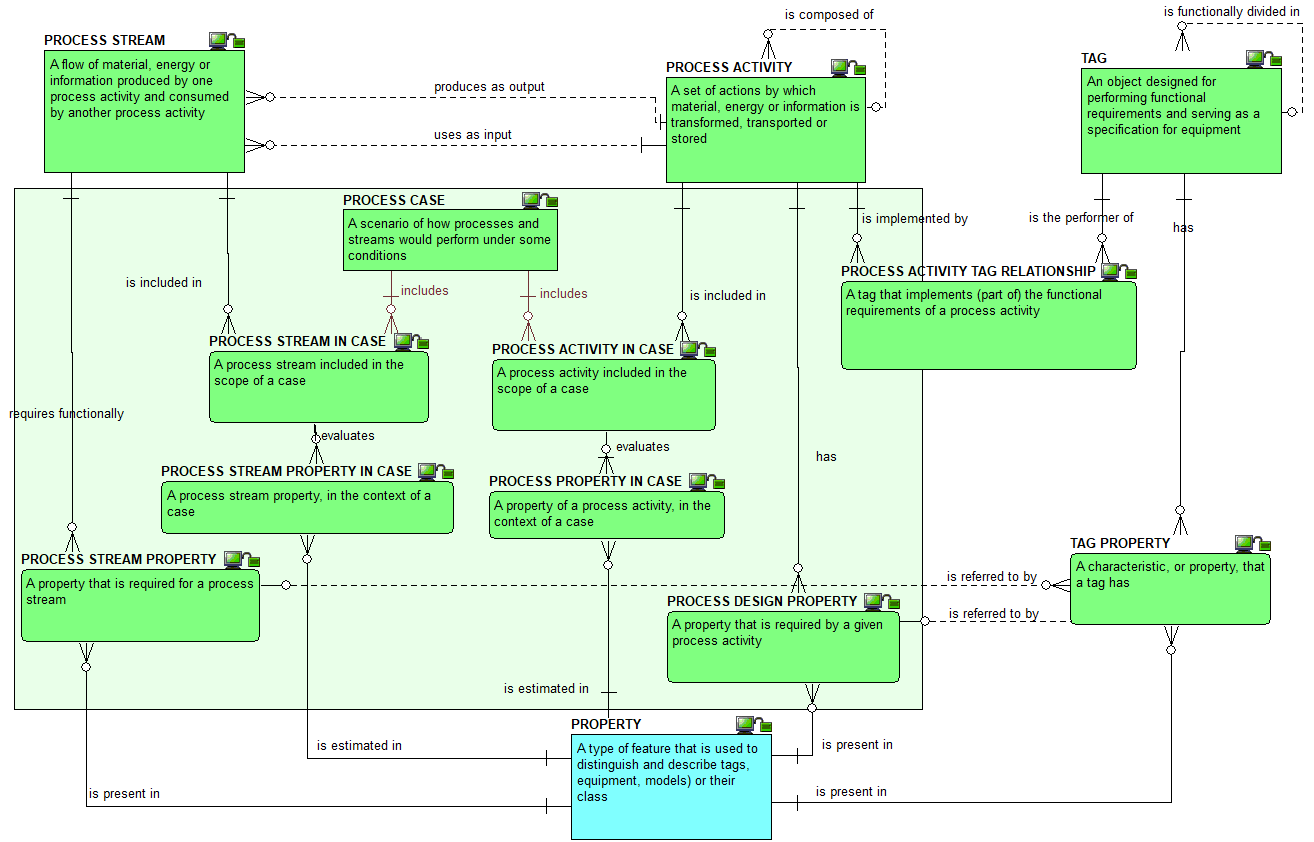 is composed of
is functionally divided in
PROCESS STREAM
A flow of material, energy or
information produced by one
process activity and consumed
by another process activity
produces as output
uses as input
PROCESS ACTIVITY
A set of actions by which
material, energy or information is
transformed, transported or
stored
TAG
An object designed for
performing functional
requirements and serving as a
specification for equipment
PROCESS CASE
A scenario of how processes and
streams would perform under some
conditions
is implemented by
is the performer of
has
is included in
includes
includes
is included in
PROCESS ACTIVITY TAG RELATIONSHIP
A tag that implements (part of) the functional
requirements of a process activity
PROCESS STREAM IN CASE
A process stream included in the
scope of a case
PROCESS ACTIVITY IN CASE
A process activity included in the
scope of a case
requires functionally
evaluates
evaluates
has
PROCESS STREAM PROPERTY IN CASE
A process stream property, in the context of a
case
PROCESS PROPERTY IN CASE
A property of a process activity, in the
context of a case
PROCESS STREAM PROPERTY
A property that is required for a process
stream
TAG PROPERTY
A characteristic, or property, that
a tag has
is referred to by
is referred to by
PROCESS DESIGN PROPERTY
A property that is required by a given
process activity
is estimated in
PROPERTY
A type of feature that is used to
distinguish and describe tags,
equipment, models) or their
class
is estimated in
is present in
is present in
is present in